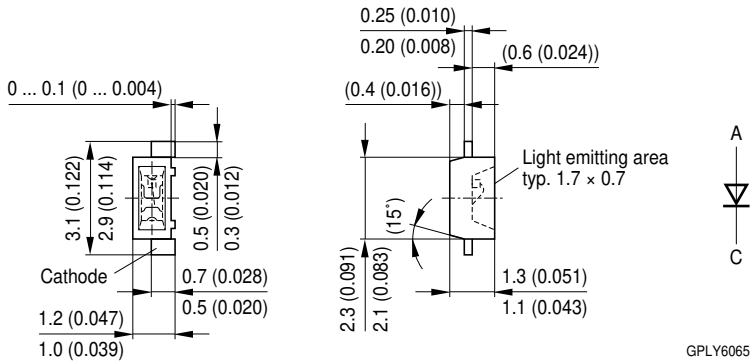 0.25 (0.010)
0.20 (0.008)
(0.6 (0.024))
0 ... 0.1 (0 ... 0.004)
(0.4 (0.016))
A
Light emitting area
typ. 1.7 × 0.7
3.1 (0.122)
2.9 (0.114)
0.5 (0.020)
0.3 (0.012)
(15°)
2.3 (0.091)
2.1 (0.083)
Cathode
0.7 (0.028)
0.5 (0.020)
1.3 (0.051)
1.1 (0.043)
C
1.2 (0.047)
1.0 (0.039)
GPLY6065